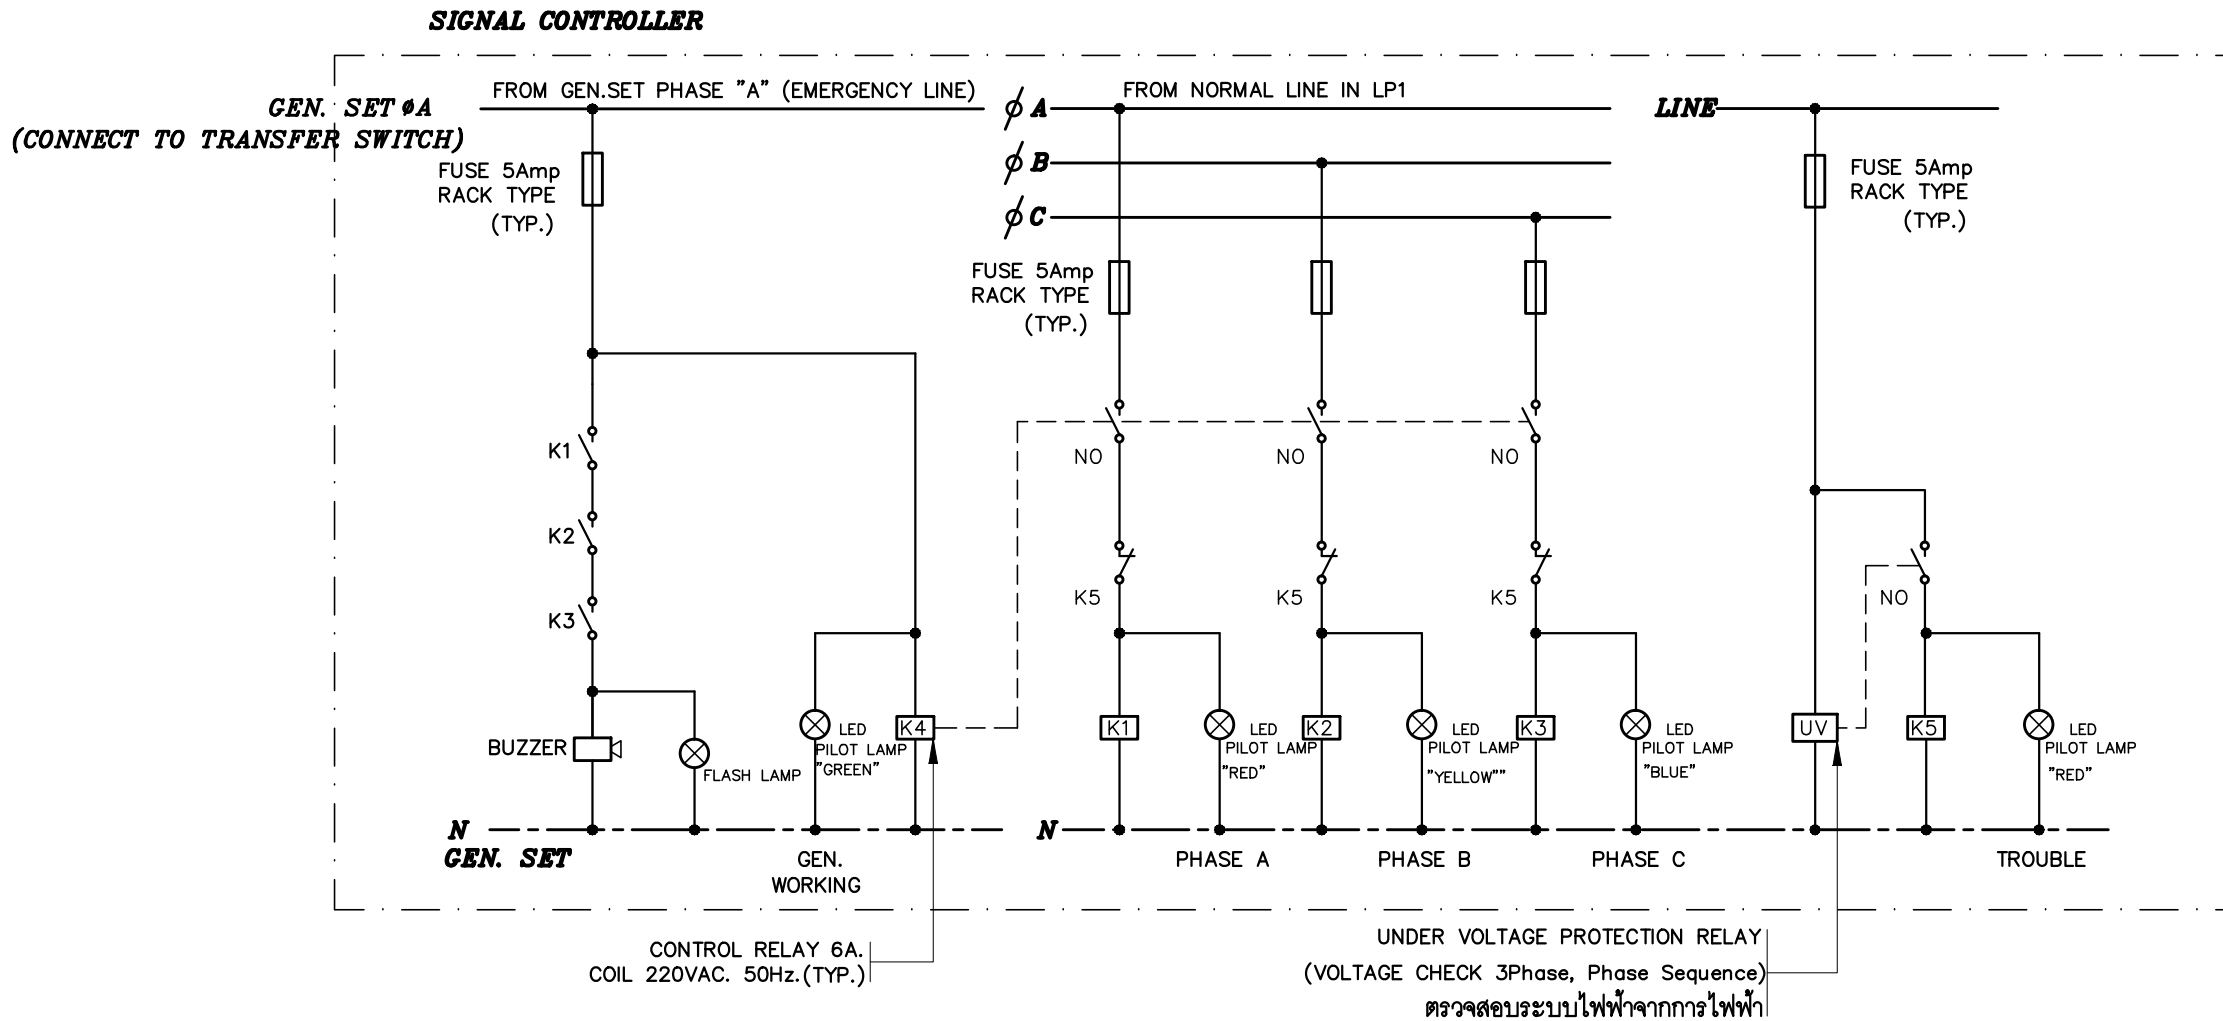 SIGNAL CONTROLLER
GEN. SET øA
(CONNECT TO TRANSFER SWITCH)
FROM GEN.SET PHASE "A" (EMERGENCY LINE)
FUSE 5Amp
RACK TYPE
(TYP.)
K1
K2
K3
BUZZER
FLASH LAMP
LED
PILOT LAMP
"GREEN"
K4
N
GEN. SET
GEN.
WORKING
CONTROL RELAY 6A.
COIL 220VAC. 50Hz.(TYP.)
ø A
FROM NORMAL LINE IN LP1
ø B
ø C
FUSE 5Amp
RACK TYPE
(TYP.)
NO
NO
NO
K5
K5
K5
K1
LED
PILOT LAMP
"RED"
K2
LED
PILOT LAMP
"YELLOW""
K3
LED
PILOT LAMP
"BLUE"
N
PHASE A
PHASE B
PHASE C
LINE
FUSE 5Amp
RACK TYPE
(TYP.)
NO
UV
K5
LED
PILOT LAMP
"RED"
TROUBLE
UNDER VOLTAGE PROTECTION RELAY
(VOLTAGE CHECK 3Phase, Phase Sequence)
ตรวจสอบระบบไฟฟ้าจากการไฟฟ้า